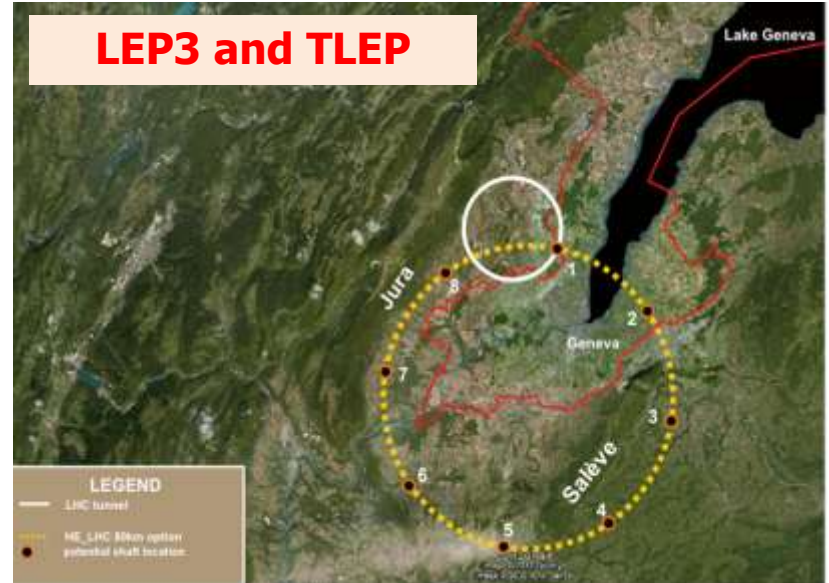 LEP3 and TLEP
Lake Geneva
1
8
Jura
2
Geneva
7
3
Salève
6
4
5
LEGEND
LHC tunnel
HE_LHC 80km option
potential shaft location